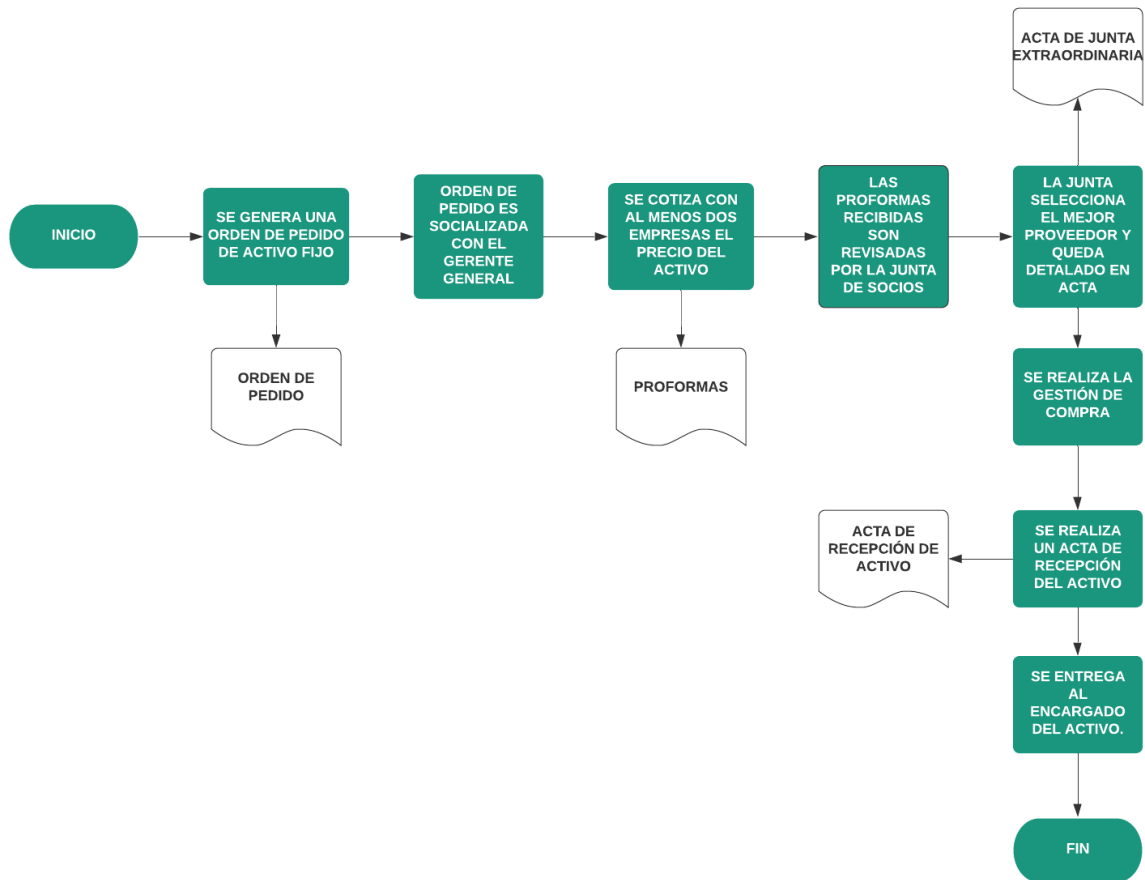 ACTA DE JUNTA
EXTRAORDINARIA
INICIO
SE GENERA UNA
ORDEN DE PEDIDO
DE ACTIVO FIJO
ORDEN DE
PEDIDO ES
SOCIALIZADA
CON EL
GERENTE
GENERAL
SE COTIZA CON
AL MENOS DOS
EMPRESAS EL
PRECIO DEL
ACTIVO
LAS
PROFORMAS
RECIBIDAS
SON
REVISADAS
POR LA JUNTA
DE SOCIOS
LA JUNTA
SELECCIONA
EL MEJOR
PROVEEDOR Y
QUEDA
DETALADO EN
ACTA
ORDEN DE
PEDIDO
PROFORMAS
SE REALIZA LA
GESTIÓN DE
COMPRA
ACTA DE
RECEPCIÓN DE
ACTIVO
SE REALIZA
UN ACTA DE
RECEPCIÓN
DEL ACTIVO
SE ENTREGA
AL
ENCARGADO
DEL ACTIVO.
FIN